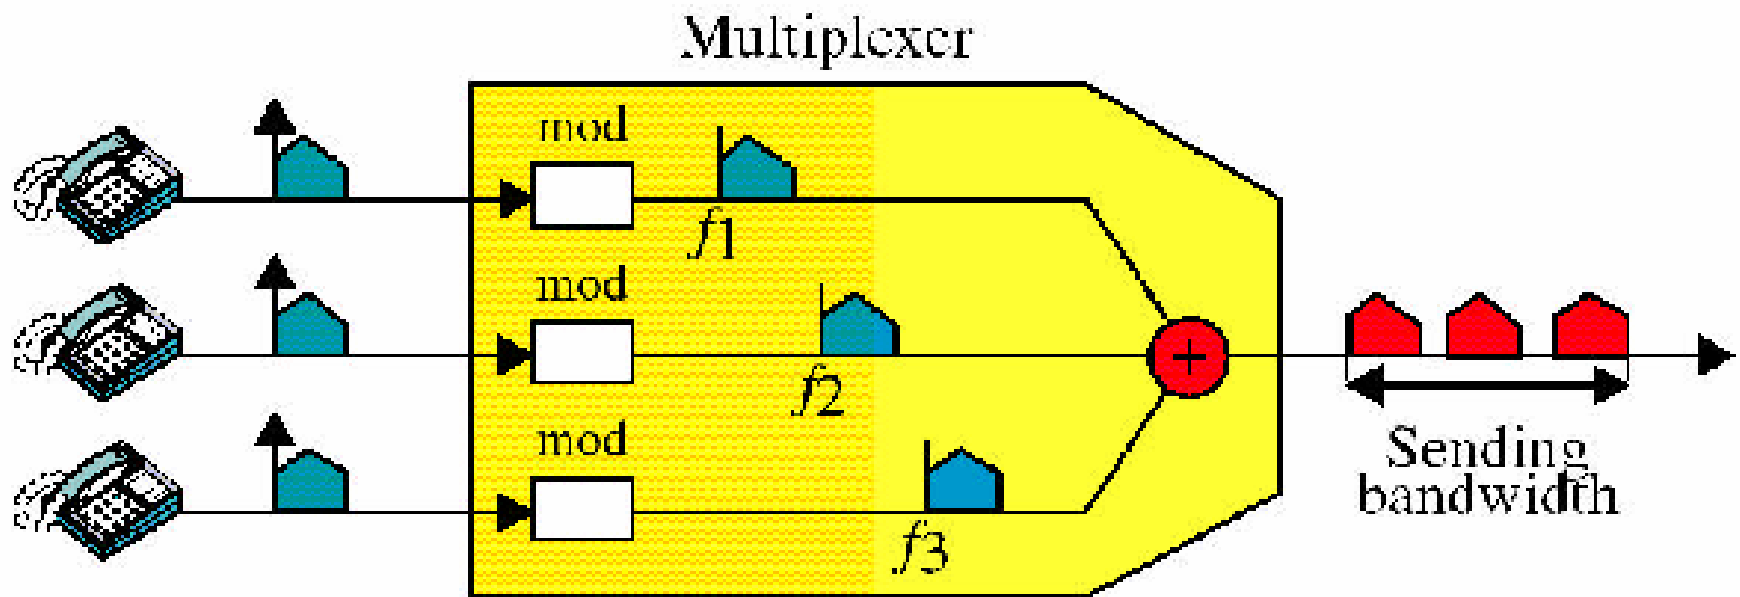 Multiplexer
mod
f1
mod
f2
mod
f3
+
Sending
bandwidth